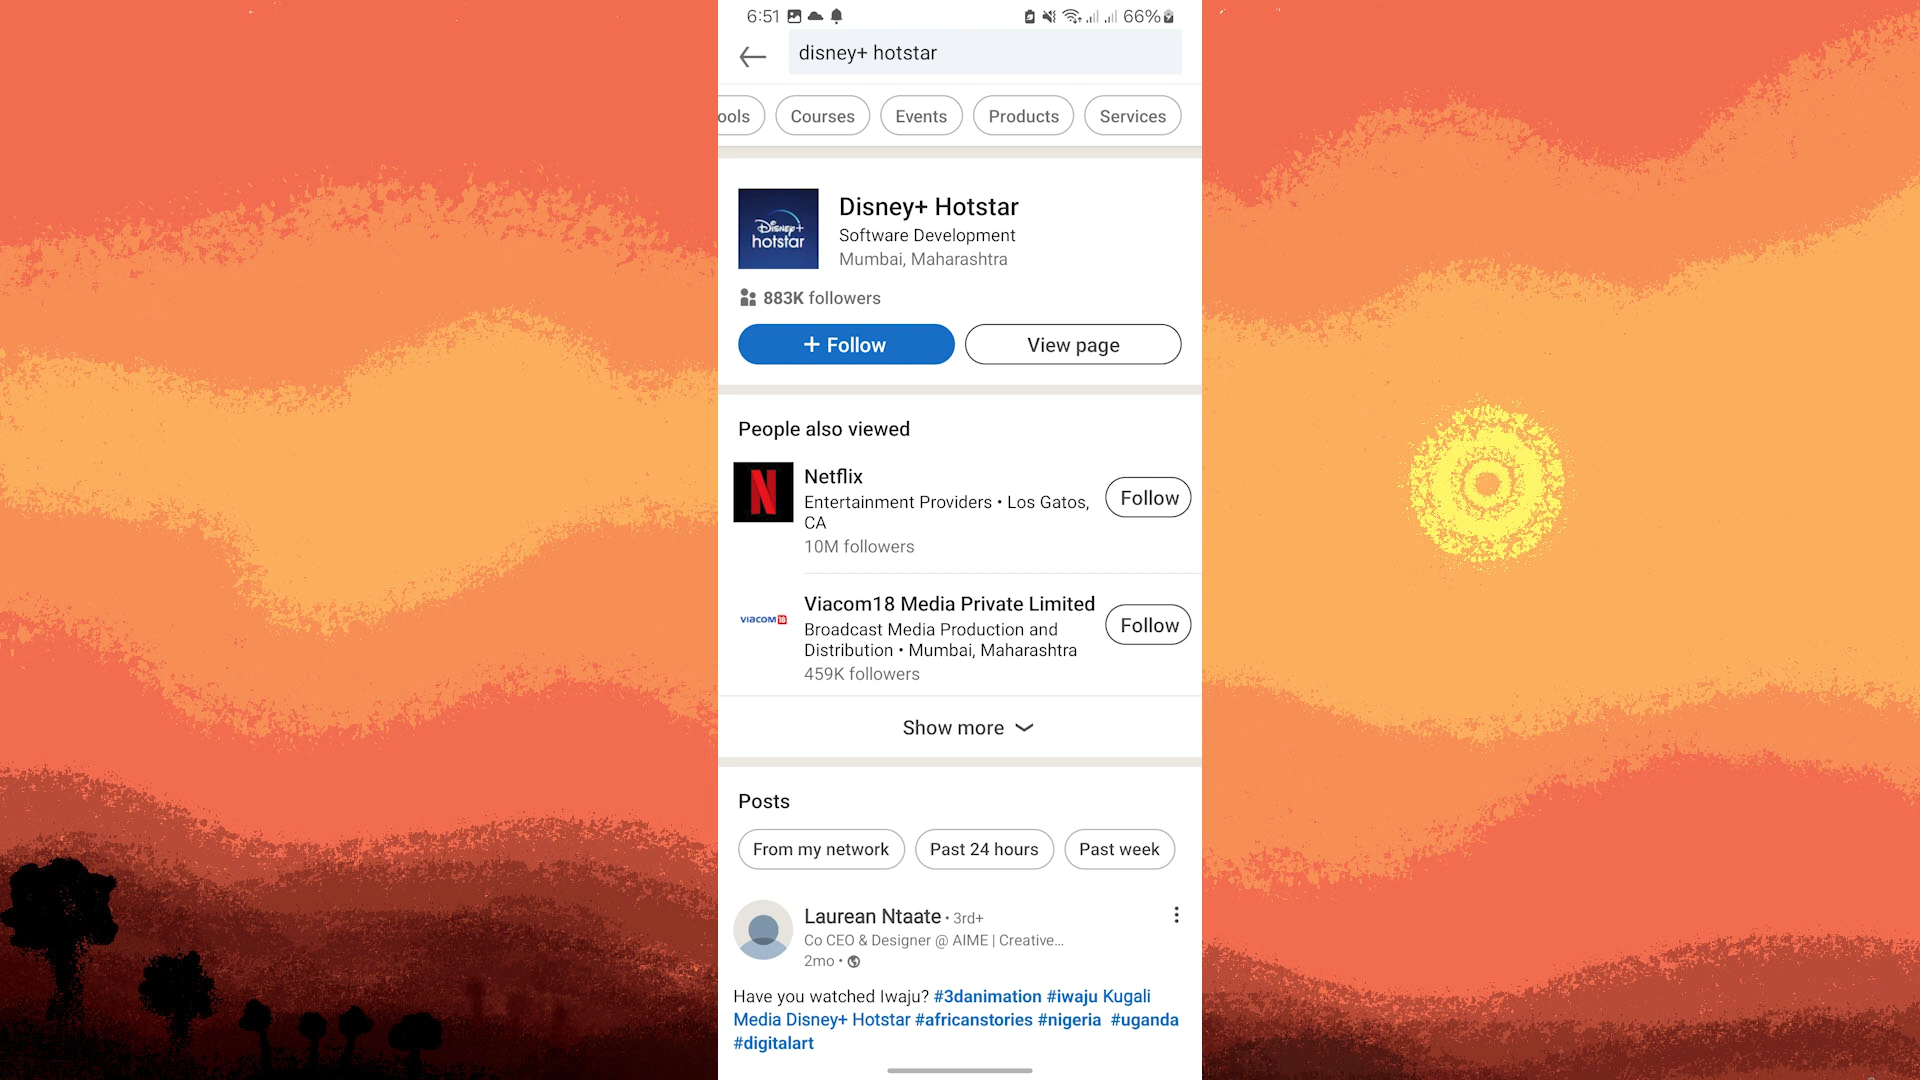 6:51
66%
disney+ hotstar
ools
Courses
Events
Products
Services
Disney+
hotstar
Disney+ Hotstar
Software Development
Mumbai, Maharashtra
883K followers
+ Follow
View page
People also viewed
N
Netflix
Entertainment Providers • Los Gatos,
CA
10M followers
Follow
VIACOM18
Viacom18 Media Private Limited
Broadcast Media Production and
Distribution • Mumbai, Maharashtra
459K followers
Follow
Show more
Posts
From my network
Past 24 hours
Past week
Laurean Ntaate • 3rd+
Co CEO & Designer @ AIME | Creative...
2mo •
Have you watched Iwaju? #3danimation #iwaju Kugali
Media Disney+ Hotstar #africanstories #nigeria #uganda
#digitalart